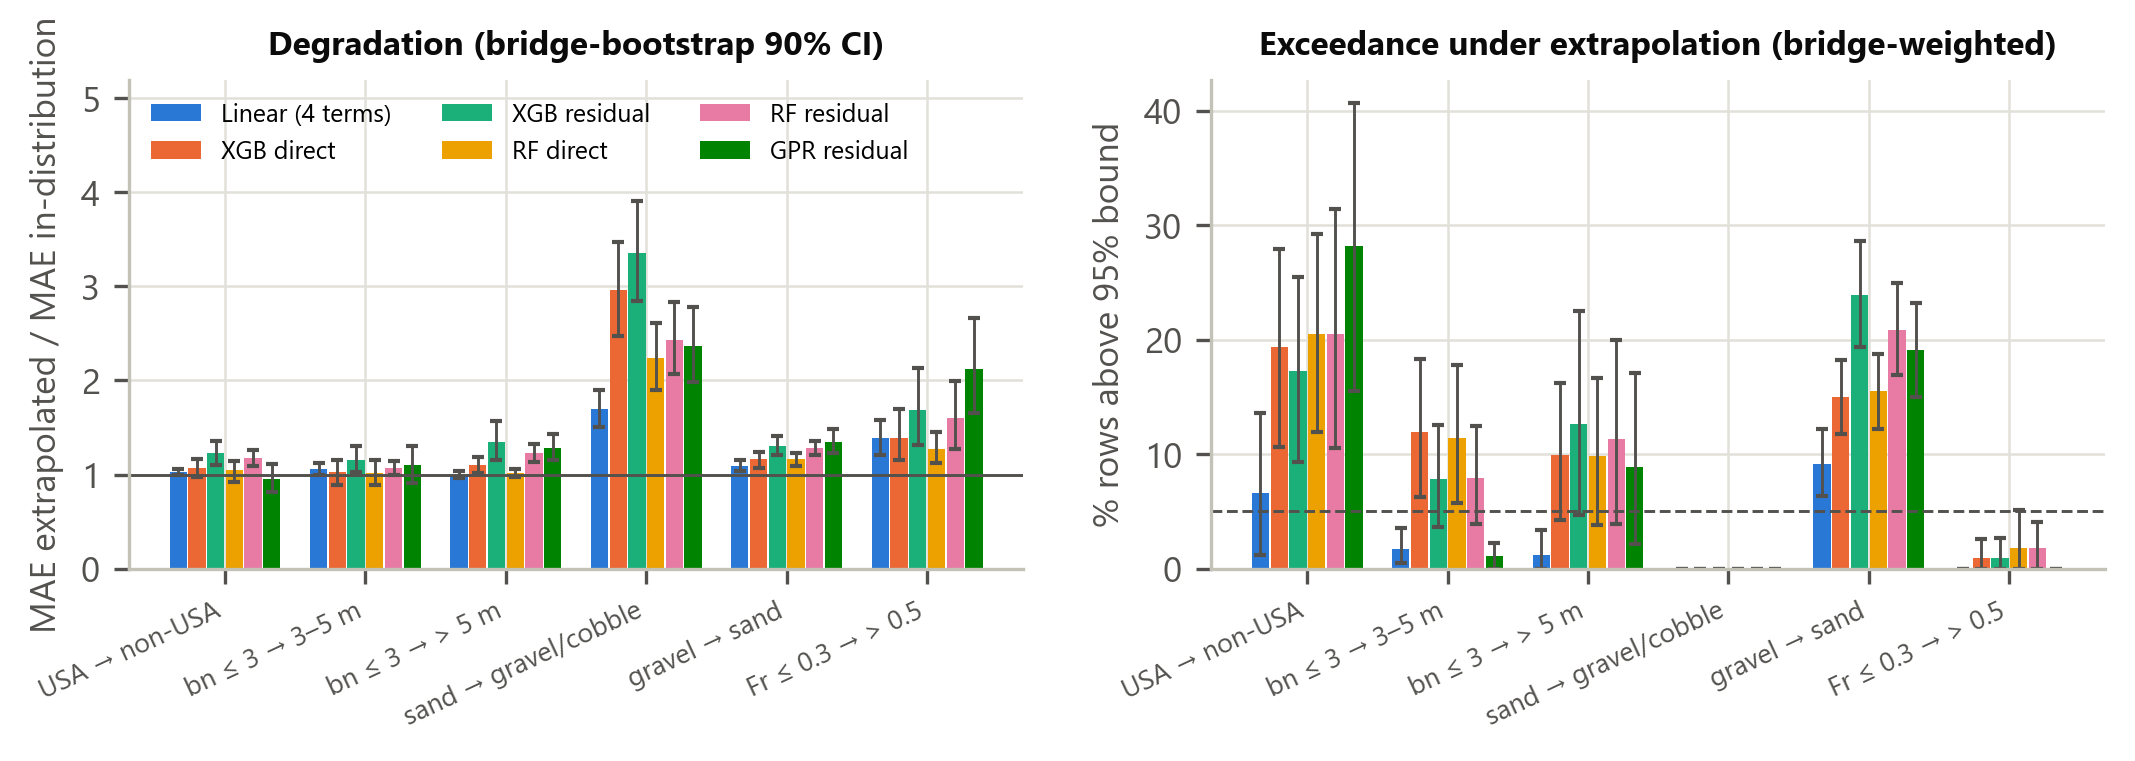 Degradation (bridge-bootstrap 90% CI)
MAE extrapolated / MAE in-distribution
5
4
3
2
1
0
Linear (4 terms)
XGB direct
XGB residual
RF direct
RF residual
GPR residual
USA → non-USA
bn ≤ 3 → 3–5 m
bn ≤ 3 → > 5 m
sand → gravel/cobble
gravel → sand
Fr ≤ 0.3 → > 0.5
Exceedance under extrapolation (bridge-weighted)
% rows above 95% bound
40
30
20
10
0
USA → non-USA
bn ≤ 3 → 3–5 m
bn ≤ 3 → > 5 m
sand → gravel/cobble
gravel → sand
Fr ≤ 0.3 → > 0.5